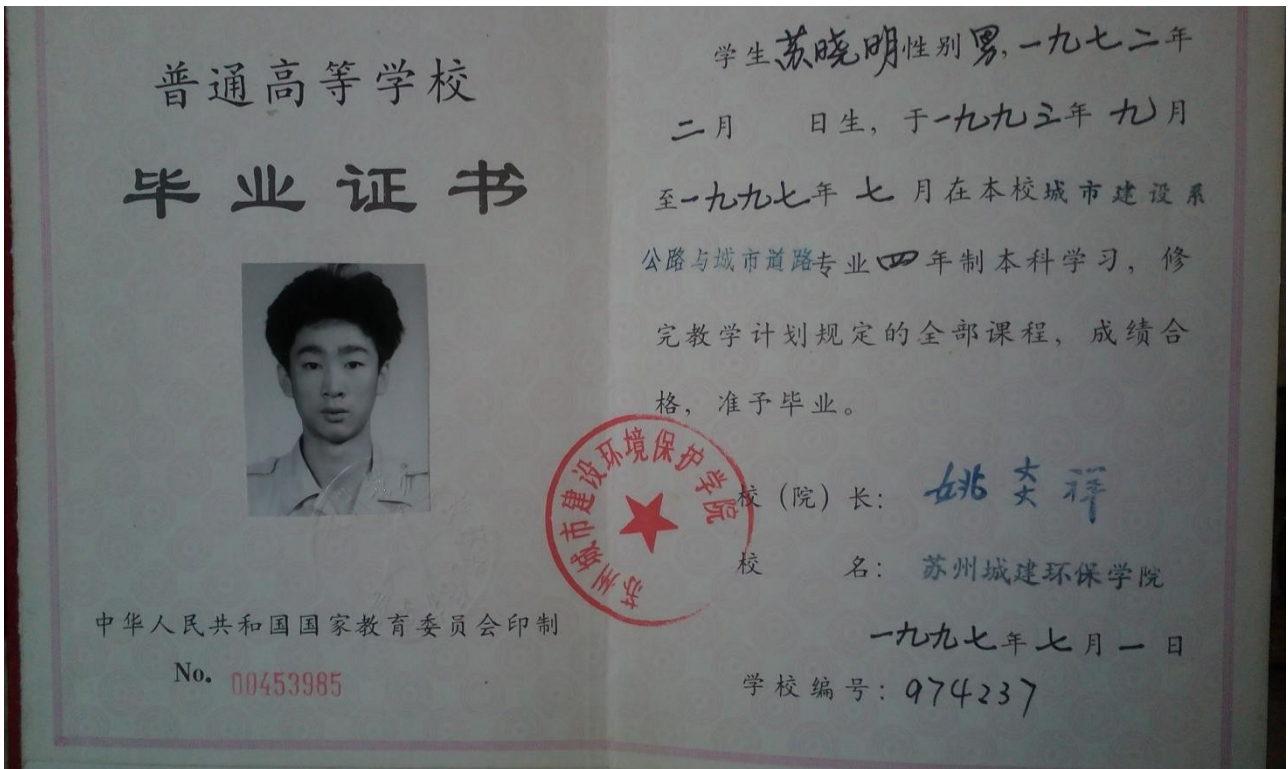 普通高等学校
毕业证书
中华人民共和国国家教育委员会印制
No. 00453985
学生苏晓明性别男,一九七二年
二月 日生，于一九九三年九月
至一九九七年七月在本校城市建设系
公路与城市道路专业四年制本科学习，修
完教学计划规定的全部课程，成绩合
格，准予毕业。
校（院）长：姚炎祥
校 名：苏州城建环保学院
一九九七年七月一日
学校编号：974237
苏州城市建设环境保护学院